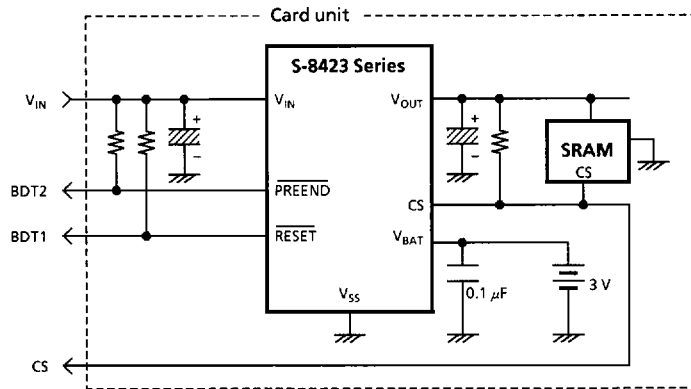 Card unit
S-8423 Series
VIN
VIN
VOUT
+
−
+
−
SRAM
CS
BDT2
PREEND
CS
BDT1
RESET
VBAT
0.1 μF
3 V
VSS
CS